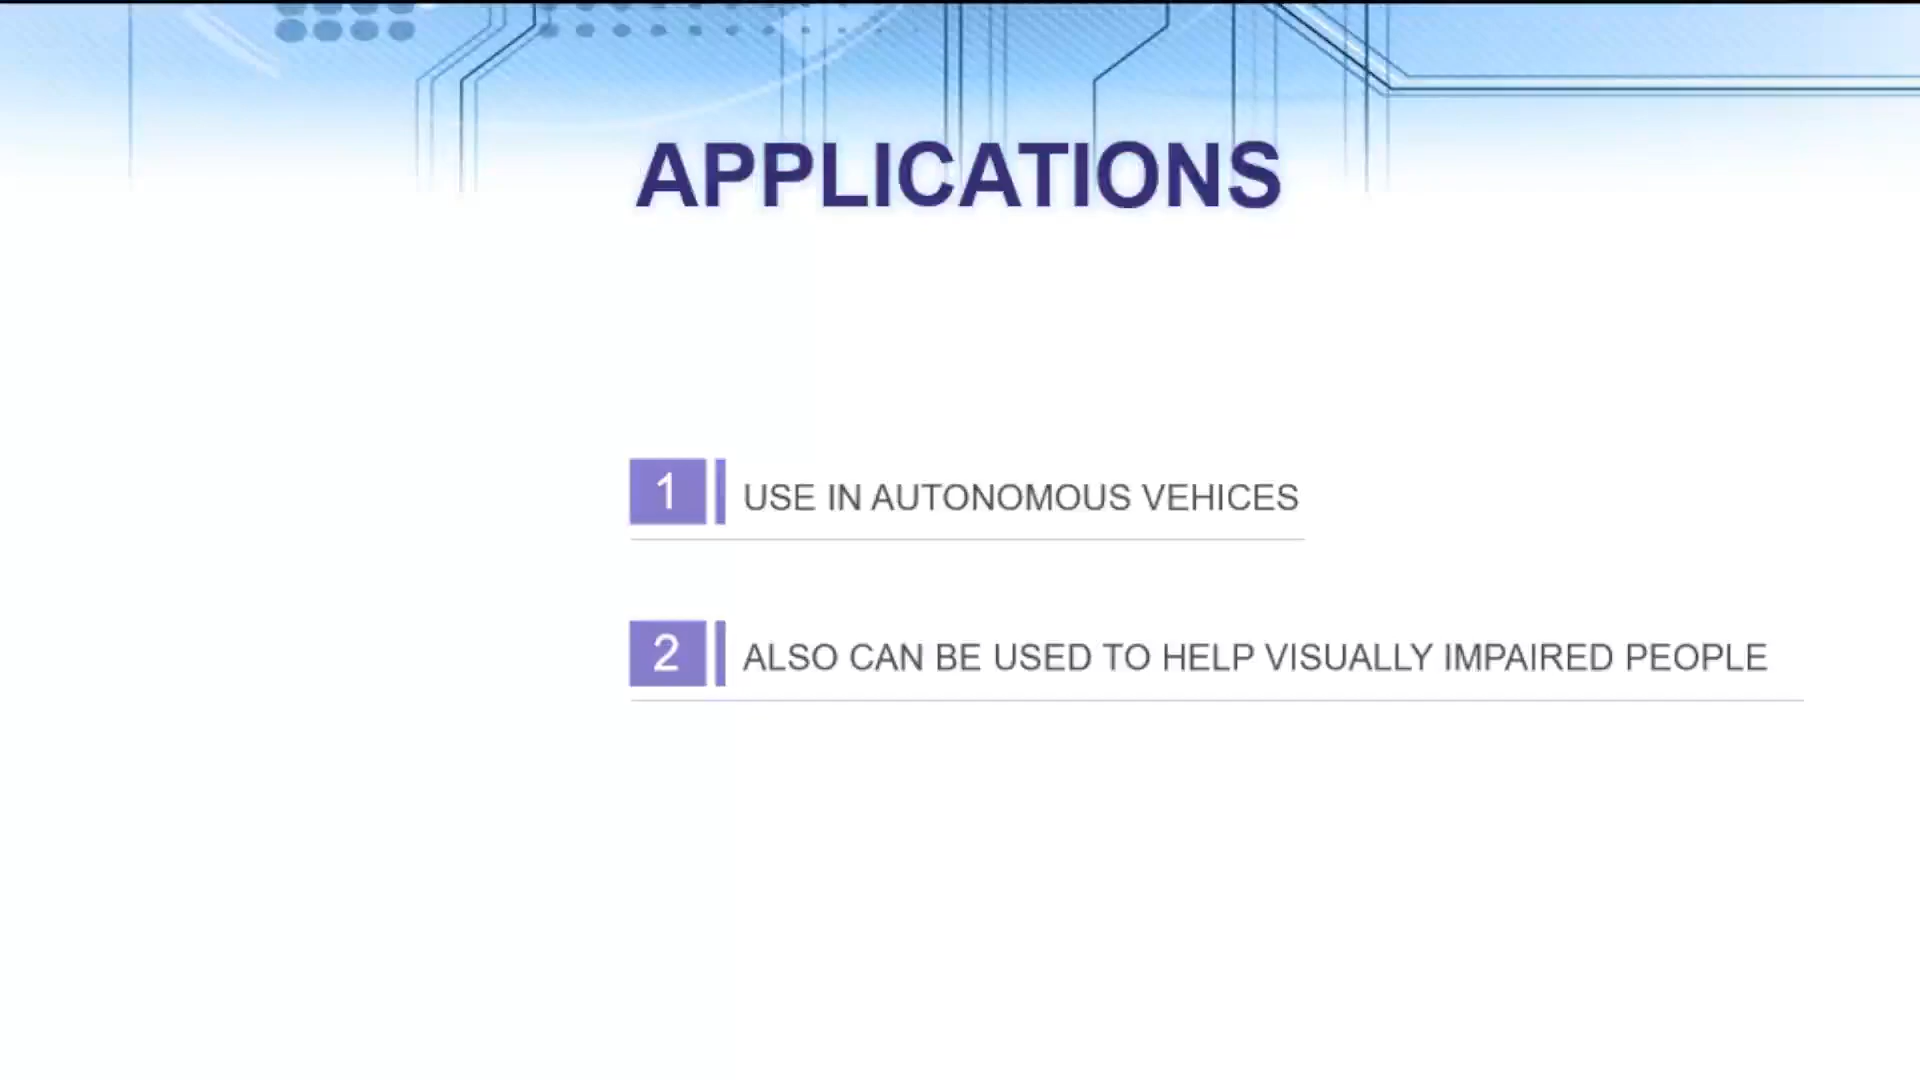 APPLICATIONS
1 USE IN AUTONOMOUS VEHICES
2 ALSO CAN BE USED TO HELP VISUALLY IMPAIRED PEOPLE